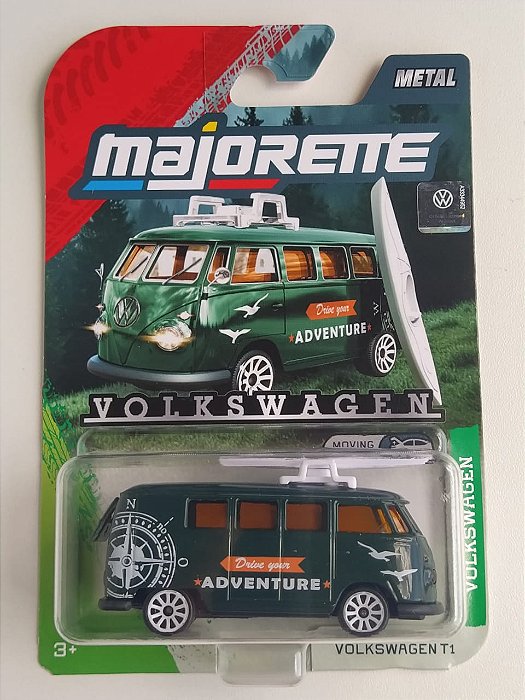 METAL
majorette
Drive your
ADVENTURE
VOLKSWAGEN
MOVING
VOLKSWAGEN
N
O
Drive your
ADVENTURE
3+
VOLKSWAGEN T1